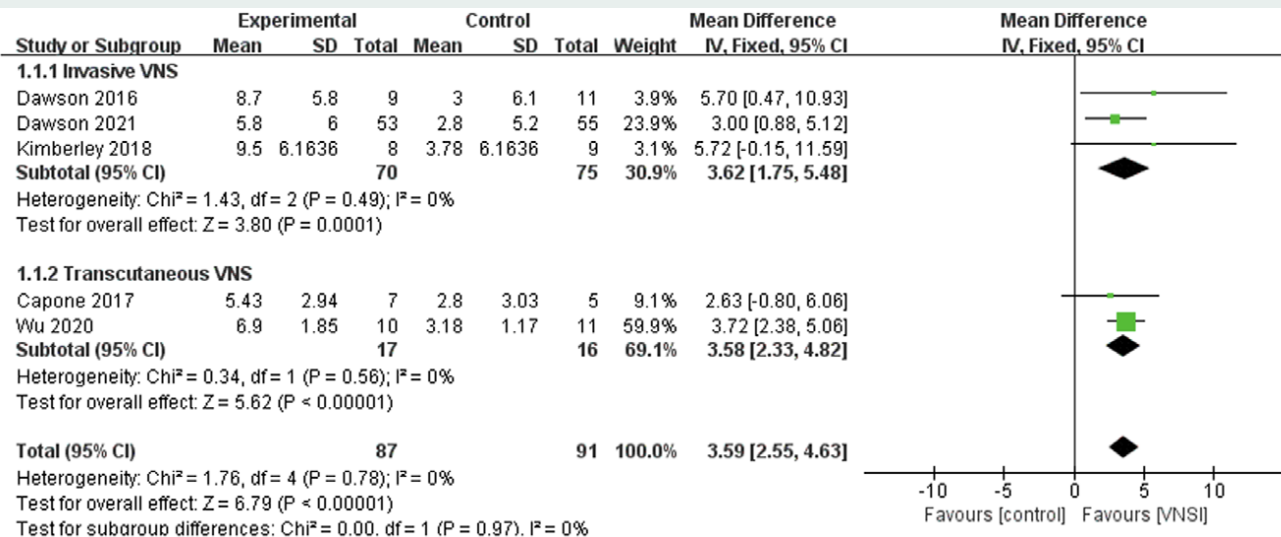 Experimental Control Mean Difference Mean Difference
Study or Subgroup Mean SD Total Mean SD Total Weight IV, Fixed, 95% CI IV, Fixed, 95% CI
1.1.1 Invasive VNS
Dawson 2016 8.7 5.8 9 3 6.1 11 3.9% 5.70 [0.47, 10.93]
Dawson 2021 5.8 6 53 2.8 5.2 55 23.9% 3.00 [0.88, 5.12]
Kimberley 2018 9.5 6.1636 8 3.78 6.1636 9 3.1% 5.72 [-0.15, 11.59]
Subtotal (95% CI) 70 75 30.9% 3.62 [1.75, 5.48]
Heterogeneity: Chi² = 1.43, df = 2 (P = 0.49); I² = 0%
Test for overall effect: Z = 3.80 (P = 0.0001)
1.1.2 Transcutaneous VNS
Capone 2017 5.43 2.94 7 2.8 3.03 5 9.1% 2.63 [-0.80, 6.06]
Wu 2020 6.9 1.85 10 3.18 1.17 11 59.9% 3.72 [2.38, 5.06]
Subtotal (95% CI) 17 16 69.1% 3.58 [2.33, 4.82]
Heterogeneity: Chi² = 0.34, df = 1 (P = 0.56); I² = 0%
Test for overall effect: Z = 5.62 (P < 0.00001)
Total (95% CI) 87 91 100.0% 3.59 [2.55, 4.63]
Heterogeneity: Chi² = 1.76, df = 4 (P = 0.78); I² = 0%
Test for overall effect: Z = 6.79 (P < 0.00001)
Test for subgroup differences: Chi² = 0.00, df = 1 (P = 0.97), I² = 0%
-10 -5 0 5 10
Favours [control] Favours [VNSI]